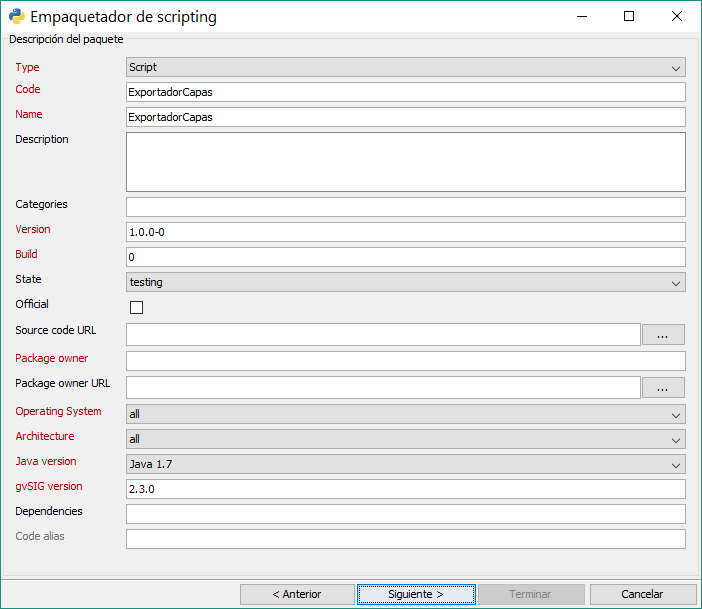 Empaquetador de scripting
Descripción del paquete
Type Script
Code ExportadorCapas
Name ExportadorCapas
Description
Categories
Version 1.0.0-0
Build 0
State testing
Official
Source code URL ...
Package owner
Package owner URL ...
Operating System all
Architecture all
Java version Java 1.7
gvSIG version 2.3.0
Dependencies
Code alias
< Anterior Siguiente > Terminar Cancelar